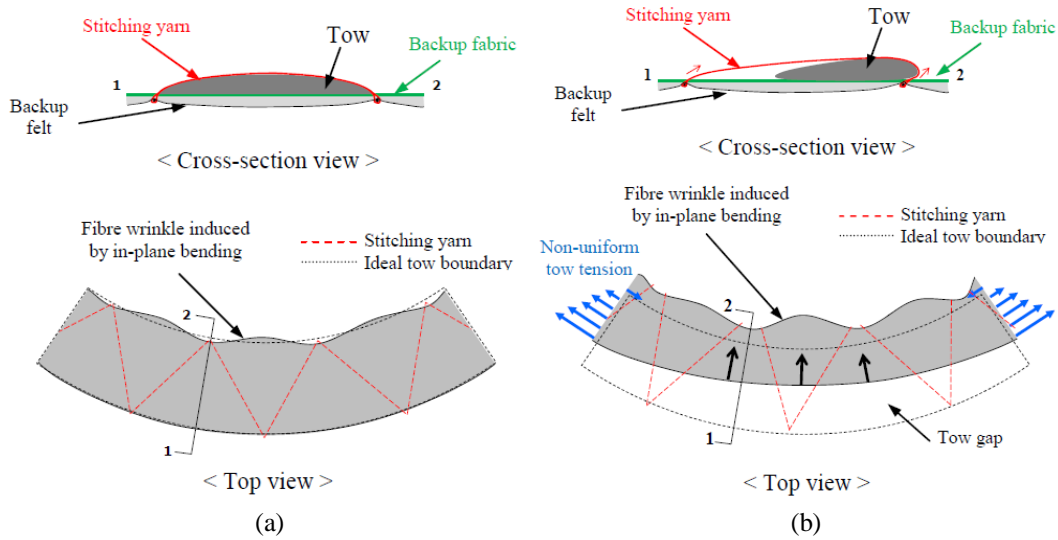 Stitching yarn
Tow
Backup fabric
1
2
Backup
felt
< Cross-section view >
Fibre wrinkle induced
by in-plane bending
Stitching yarn
Ideal tow boundary
2
1
< Top view >
(a)
Stitching yarn
Tow
Backup fabric
1
2
Backup
felt
< Cross-section view >
Fibre wrinkle induced
by in-plane bending
Stitching yarn
Ideal tow boundary
Non-uniform
tow tension
2
1
Tow gap
< Top view >
(b)